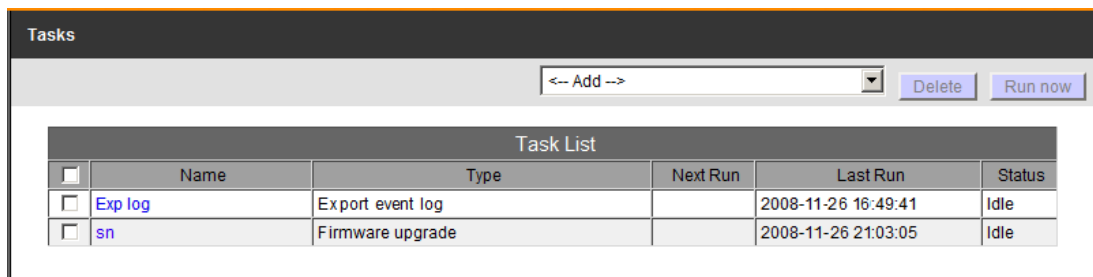 Tasks
<-- Add --> Delete Run now
Task List
Name Type Next Run Last Run Status
Exp log Export event log 2008-11-26 16:49:41 Idle
sn Firmware upgrade 2008-11-26 21:03:05 Idle